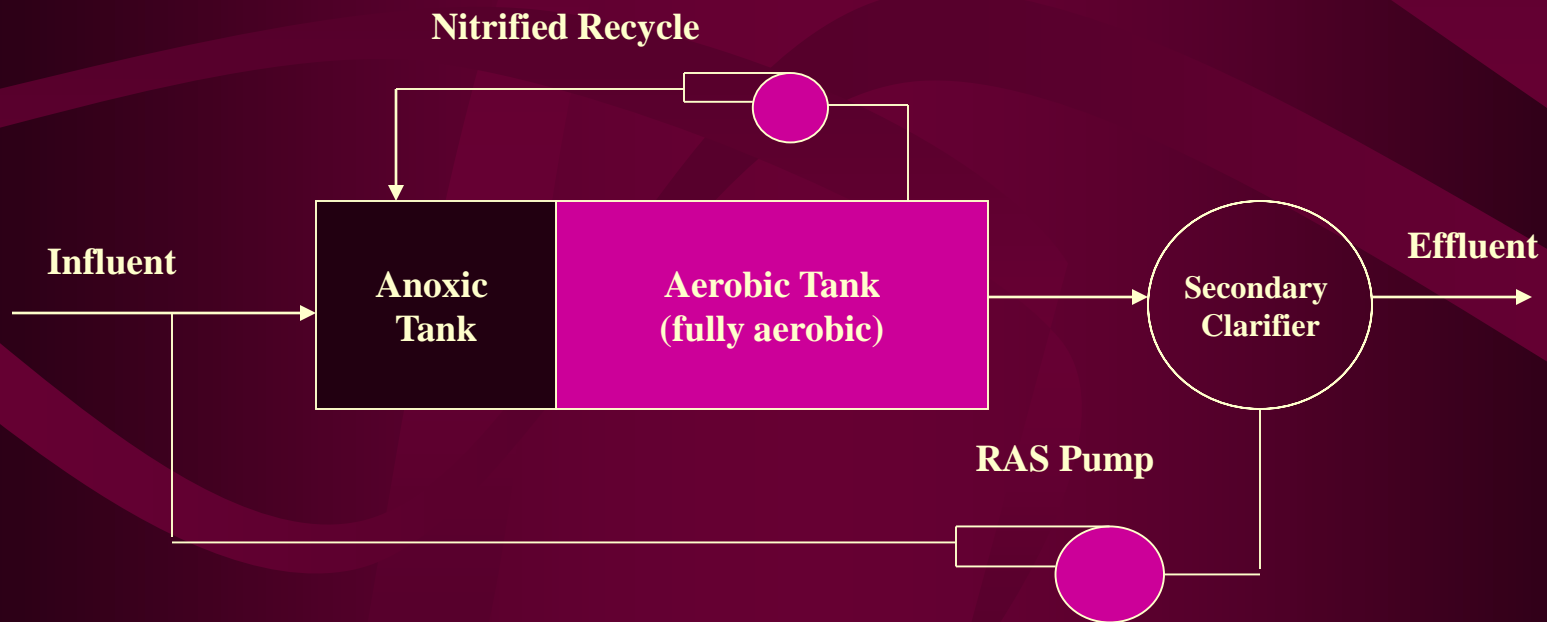 Nitrified Recycle
Influent
Anoxic
Tank
Aerobic Tank
(fully aerobic)
Secondary
Clarifier
Effluent
RAS Pump